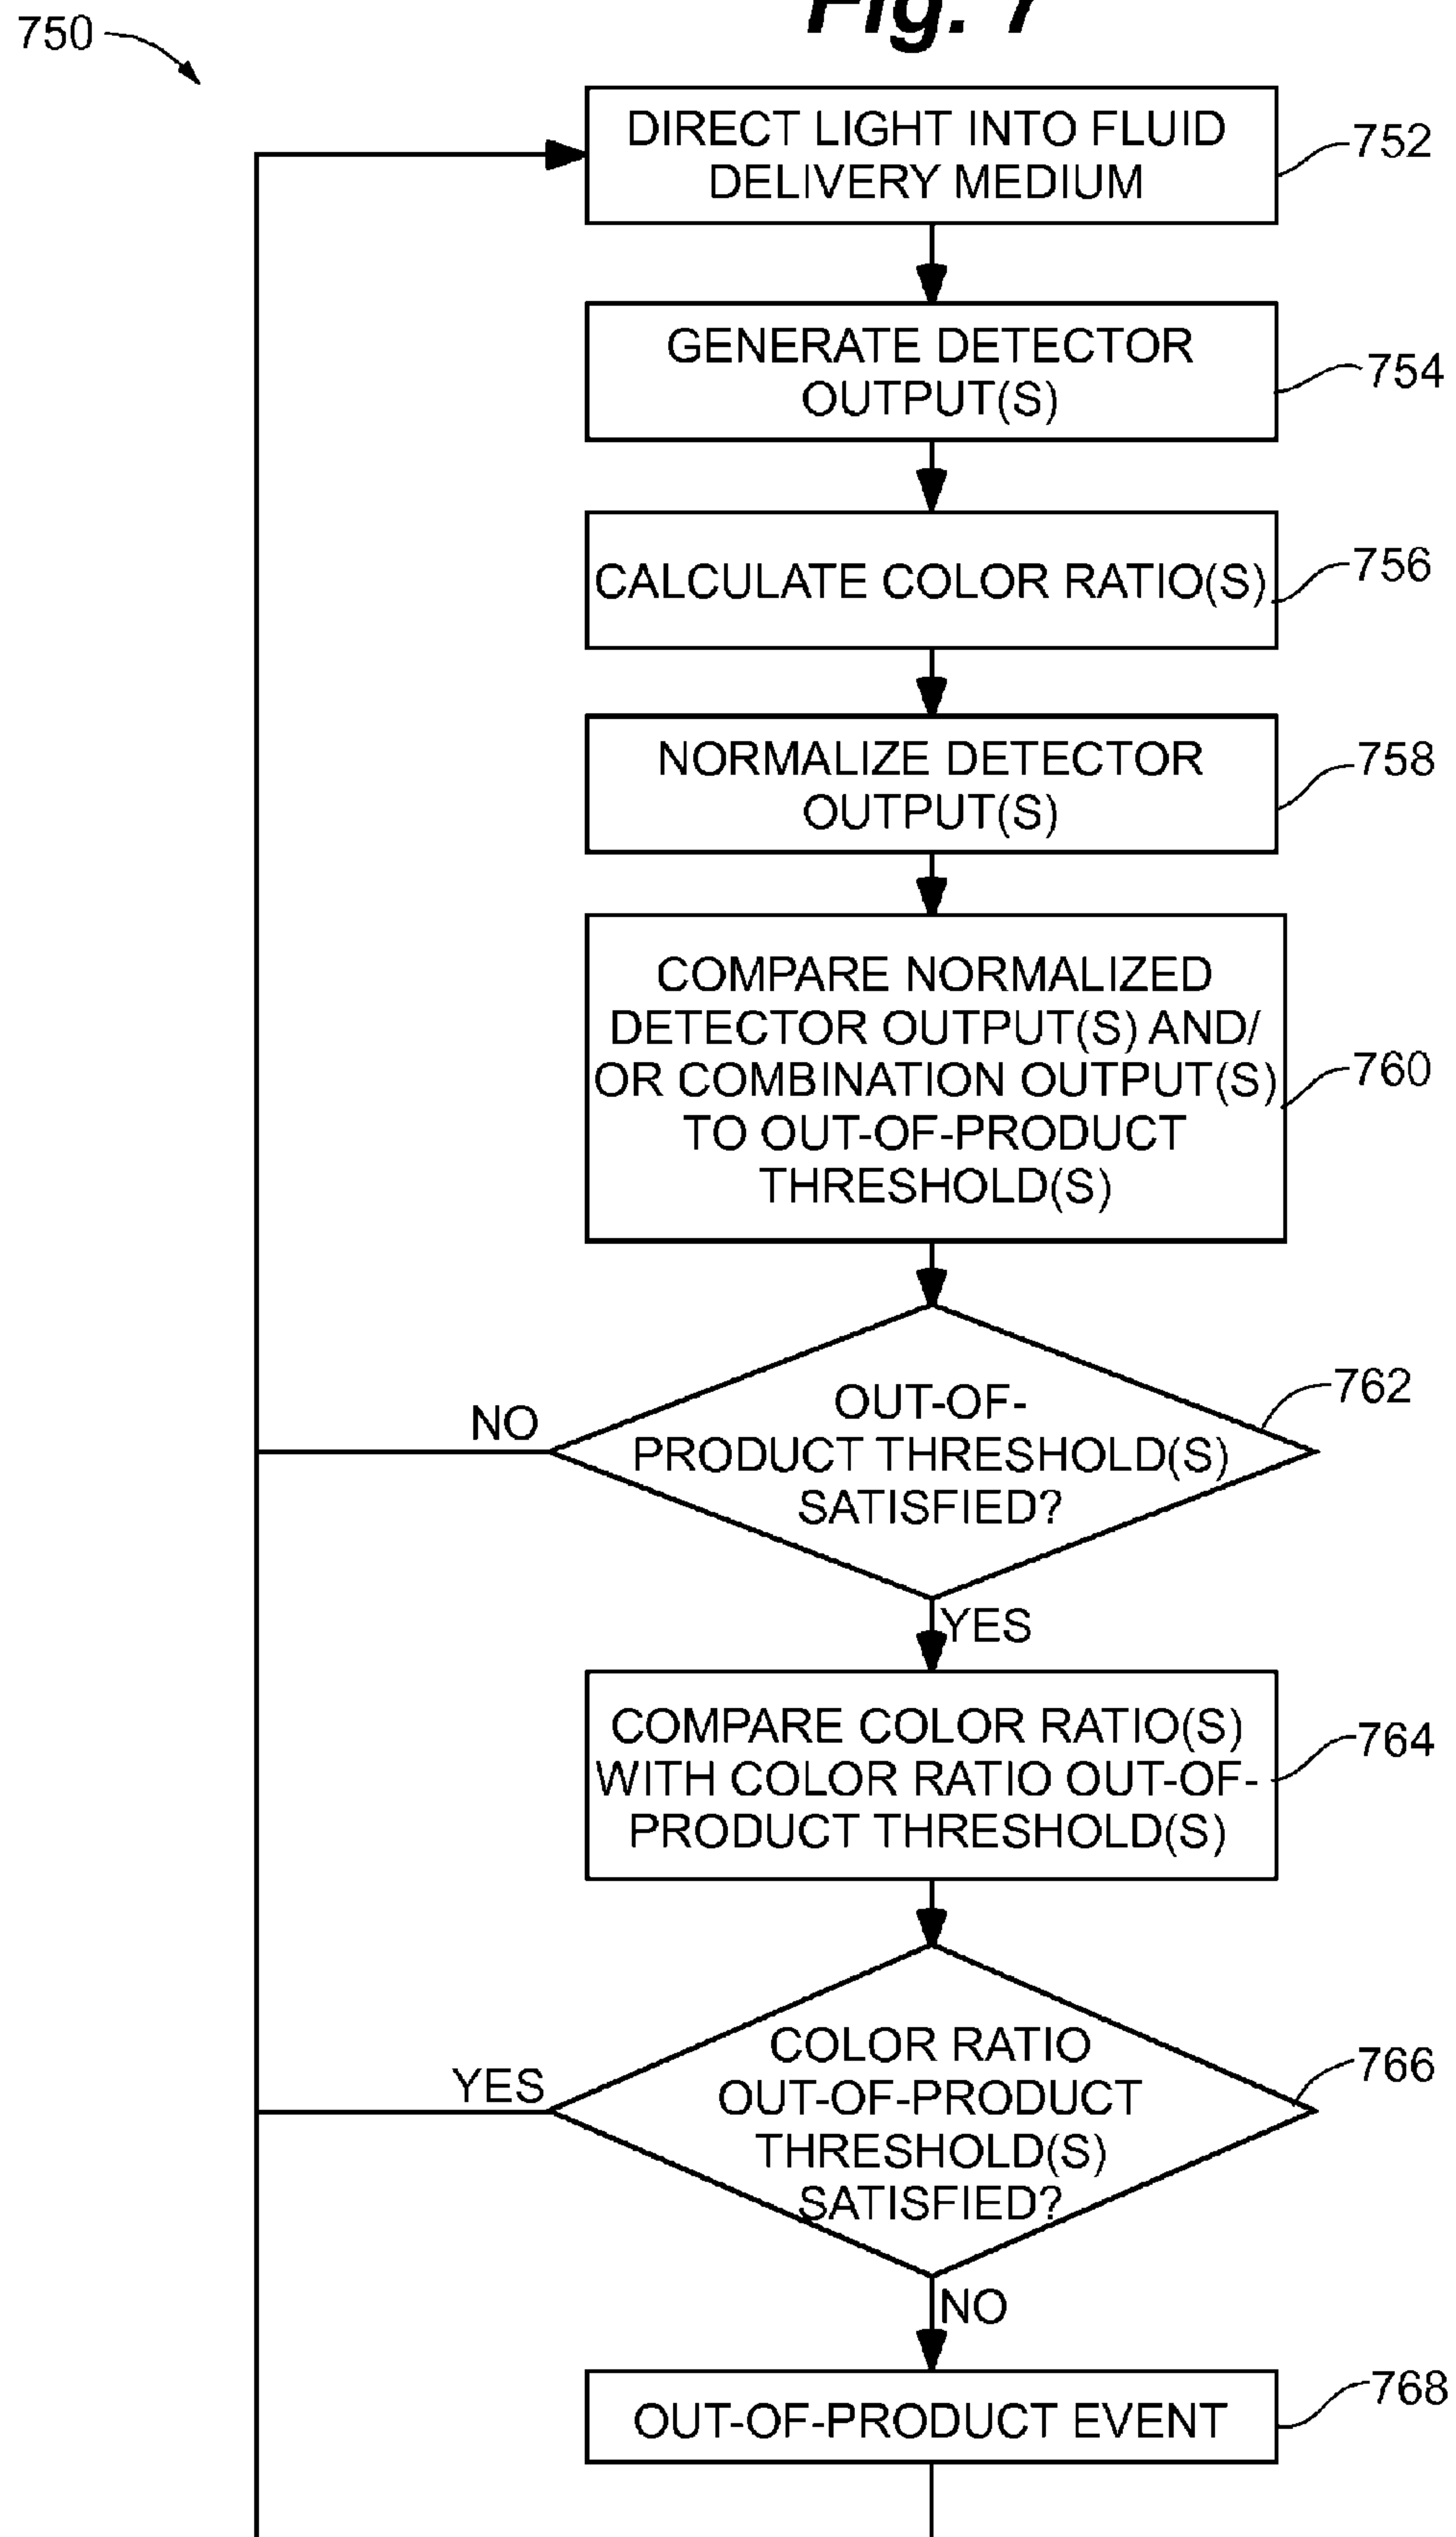 Fig. 7
750
DIRECT LIGHT INTO FLUID
DELIVERY MEDIUM
752
GENERATE DETECTOR
OUTPUT(S)
754
CALCULATE COLOR RATIO(S)
756
NORMALIZE DETECTOR
OUTPUT(S)
758
COMPARE NORMALIZED
DETECTOR OUTPUT(S) AND/
OR COMBINATION OUTPUT(S)
TO OUT-OF-PRODUCT
THRESHOLD(S)
760
OUT-OF-
PRODUCT THRESHOLD(S)
SATISFIED?
762
NO
YES
COMPARE COLOR RATIO(S)
WITH COLOR RATIO OUT-OF-
PRODUCT THRESHOLD(S)
764
COLOR RATIO
OUT-OF-PRODUCT
THRESHOLD(S)
SATISFIED?
766
YES
NO
OUT-OF-PRODUCT EVENT
768